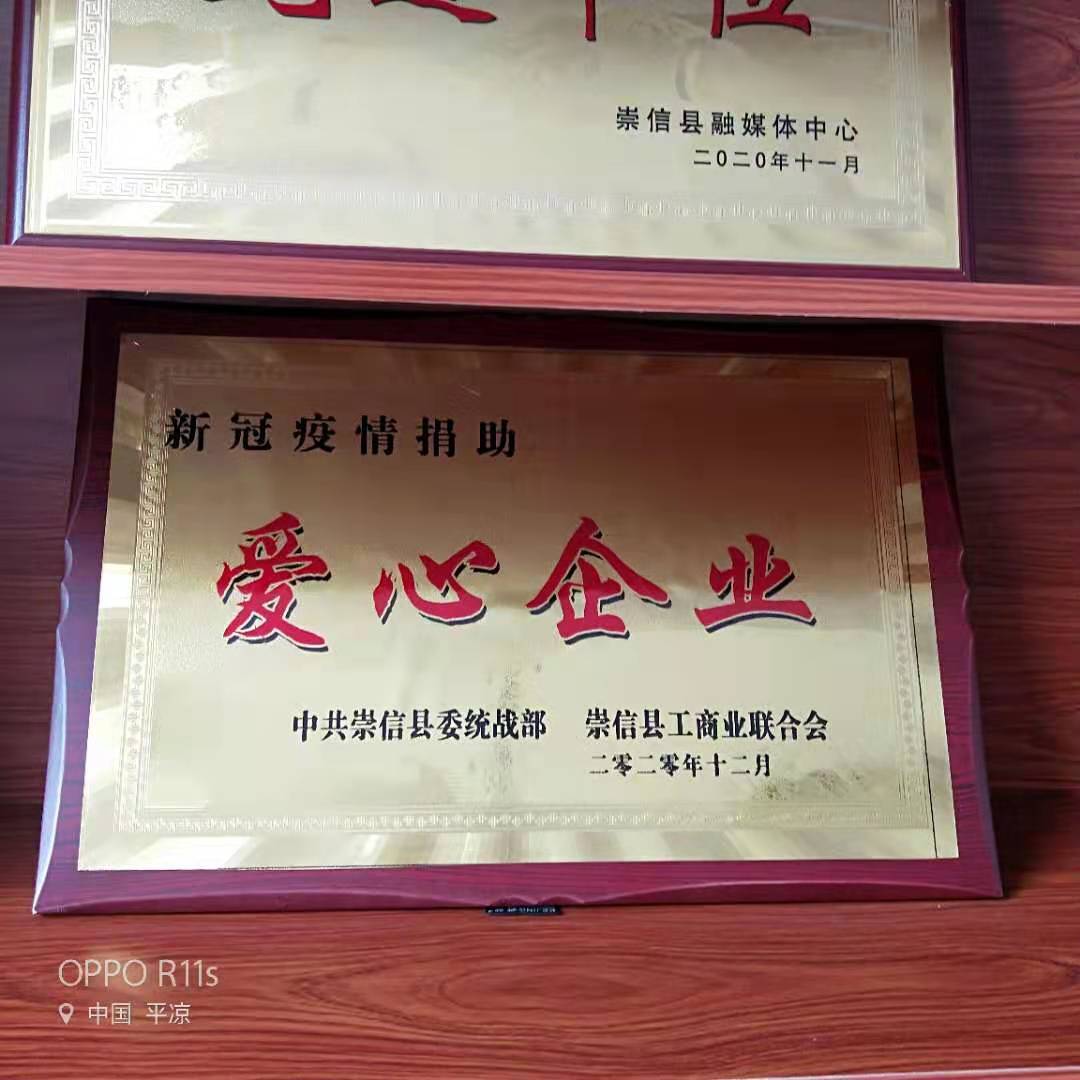 崇信县融媒体中心
二〇二〇年十一月
新冠疫情捐助
爱心企业
中共崇信县委统战部 崇信县工商业联合会
二零二零年十二月
OPPO R11s
中国 平凉